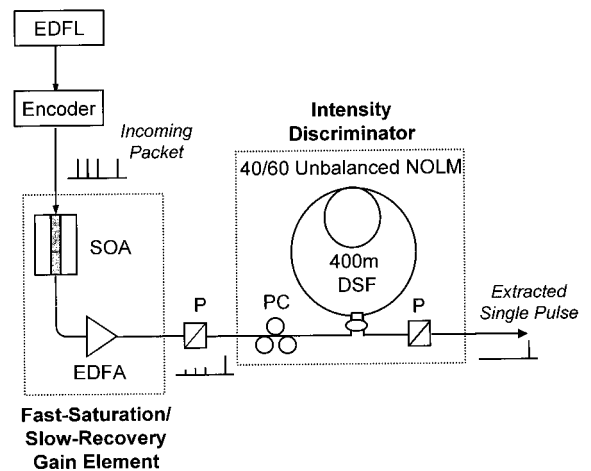 EDFL
Encoder
Incoming
Packet
SOA
EDFA
Fast-Saturation/
Slow-Recovery
Gain Element
P
Intensity
Discriminator
40/60 Unbalanced NOLM
400m
DSF
PC
P
Extracted
Single Pulse